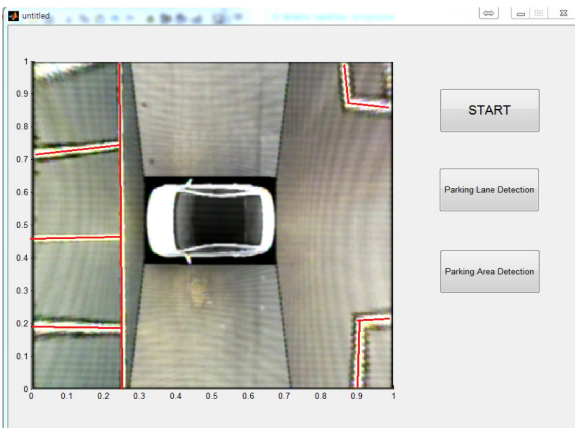 untitled
1
0.9
0.8
0.7
0.6
0.5
0.4
0.3
0.2
0.1
0
0 0.1 0.2 0.3 0.4 0.5 0.6 0.7 0.8 0.9 1
START
Parking Lane Detection
Parking Area Detection